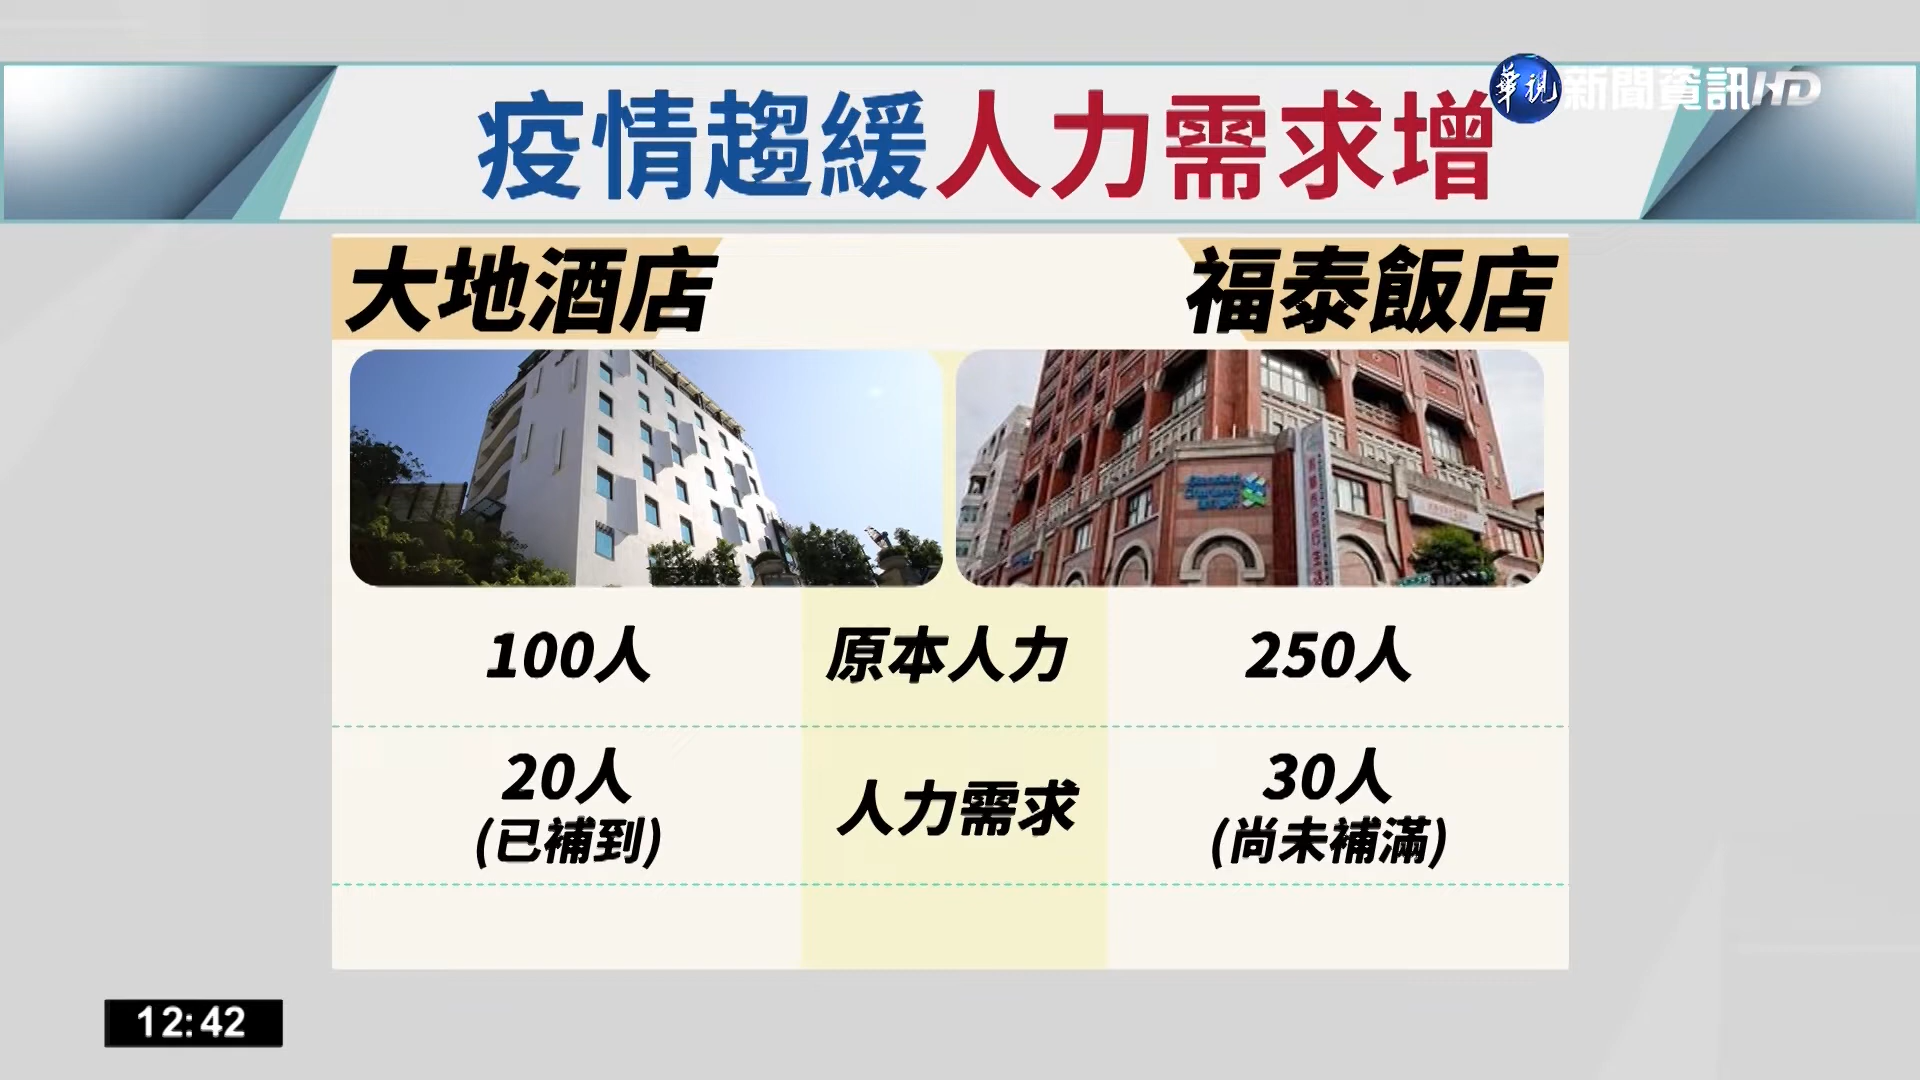 華視新聞資訊HD
疫情趨緩人力需求增
大地酒店
福泰飯店
Standard
Chartered
100人
原本人力
250人
20人
(已補到)
人力需求
30人
(尚未補滿)
12:42